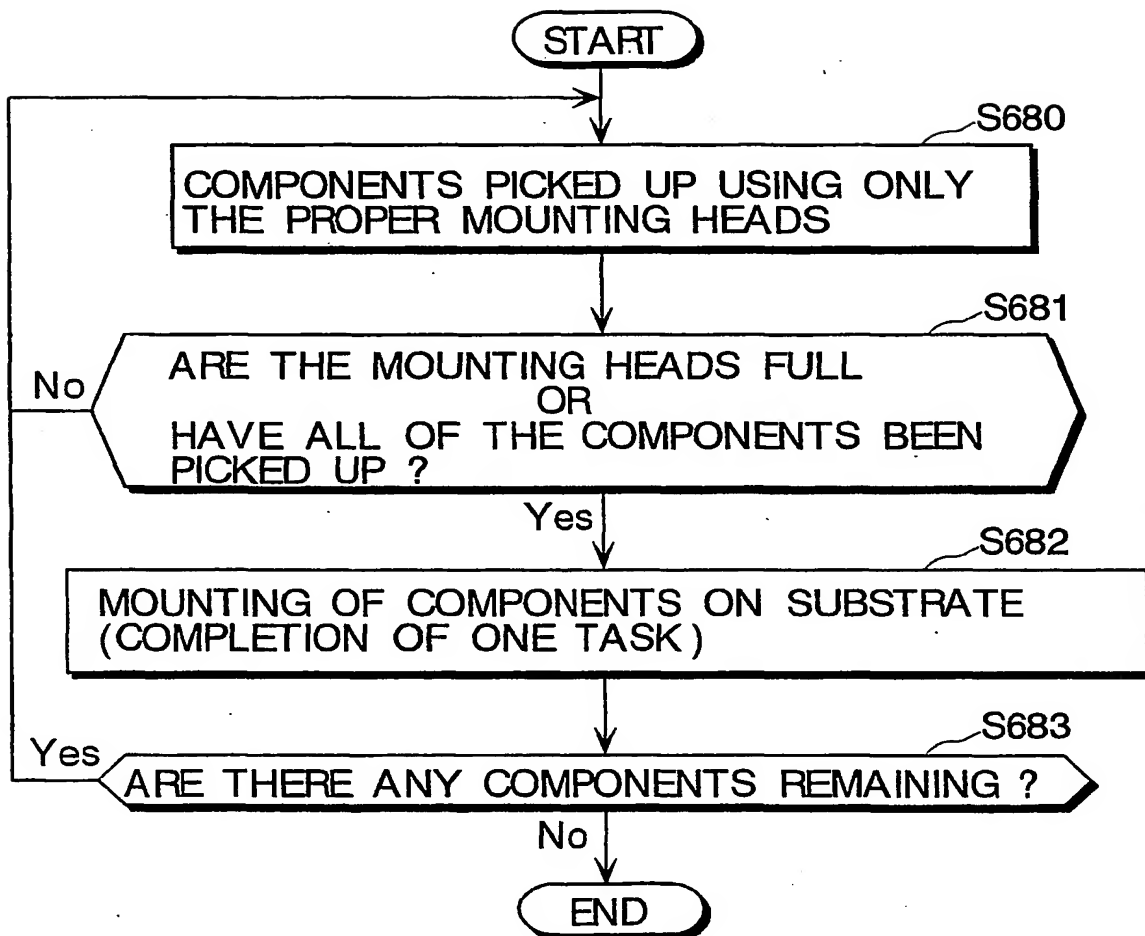 START
S680
COMPONENTS PICKED UP USING ONLY
THE PROPER MOUNTING HEADS
S681
ARE THE MOUNTING HEADS FULL
OR
HAVE ALL OF THE COMPONENTS BEEN
PICKED UP ?
No
Yes
S682
MOUNTING OF COMPONENTS ON SUBSTRATE
(COMPLETION OF ONE TASK)
S683
Yes
ARE THERE ANY COMPONENTS REMAINING ?
No
END